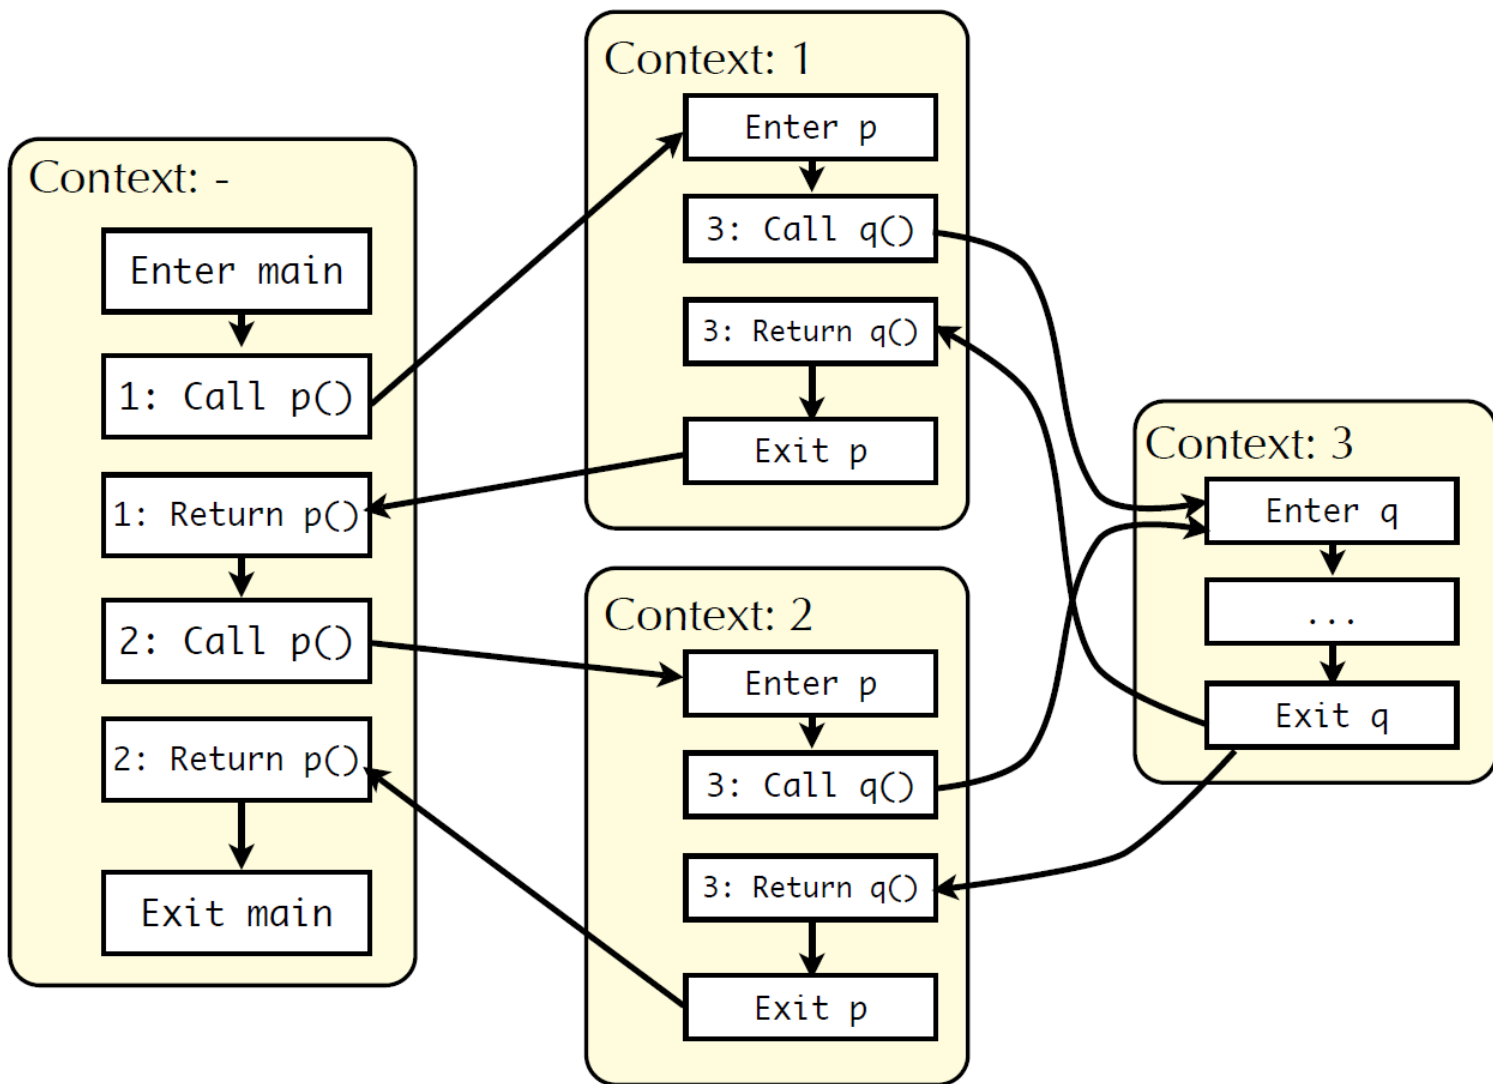 Context: -
Enter main
1: Call p()
1: Return p()
2: Call p()
2: Return p()
Exit main
Context: 1
Enter p
3: Call q()
3: Return q()
Exit p
Context: 2
Enter p
3: Call q()
3: Return q()
Exit p
Context: 3
Enter q
...
Exit q